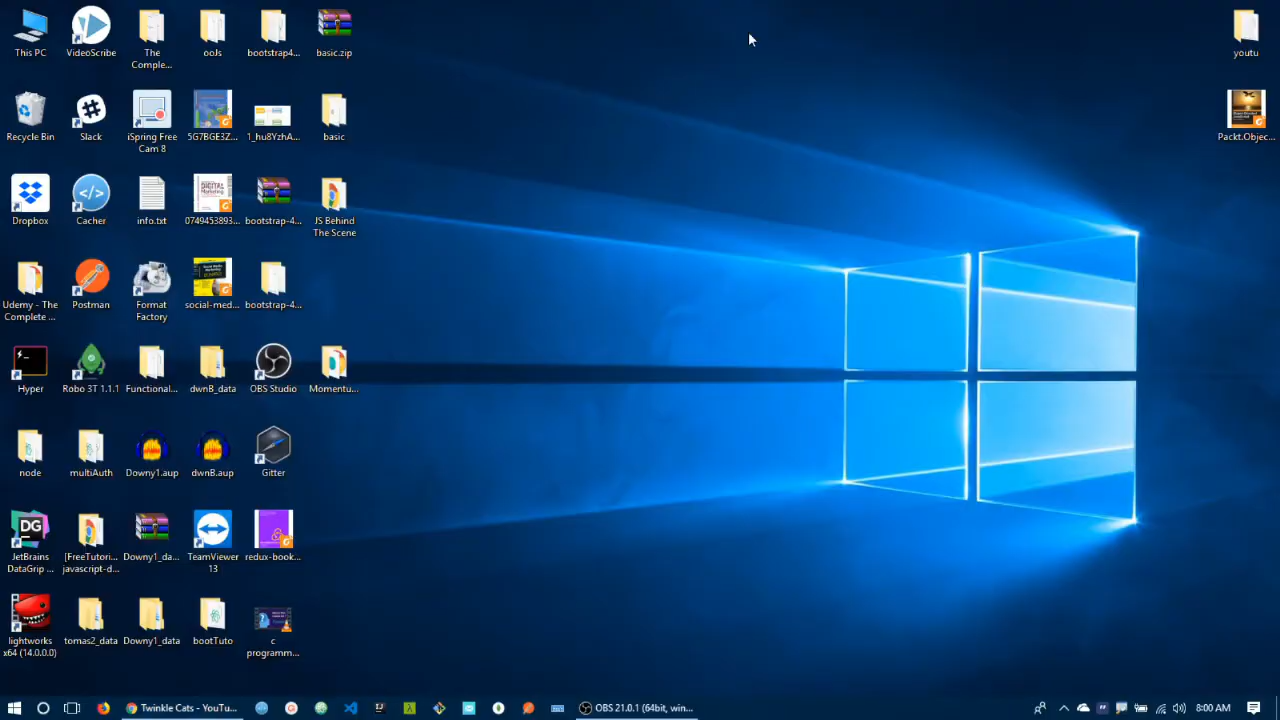 This PC
VideoScribe
The
Comple...
ooJs
bootstrap4...
basic.zip
youtu
Recycle Bin
Slack
iSpring Free
Cam 8
5G7BGE3Z...
1_hu8YzhA...
basic
Packt.Objec...
Dropbox
Cacher
info.txt
DIGITAL
0749453893...
bootstrap-4...
JS Behind
The Scene
Udemy - The
Complete ...
Postman
Format
Factory
social-med...
bootstrap-4...
Hyper
Robo 3T 1.1.1
Functional...
dwnB_data
OBS Studio
Momentu...
node
multiAuth
Downy1.aup
dwnB.aup
Gitter
DG
JetBrains
DataGrip ...
[FreeTutori...
javascript-d...
Downy1_da...
TeamViewer
13
redux-book...
lightworks
x64 (14.0.0.0)
tomas2_data
Downy1_data
bootTuto
c
programm...
Twinkle Cats - YouTu...
OBS 21.0.1 (64bit, win...
8:00 AM